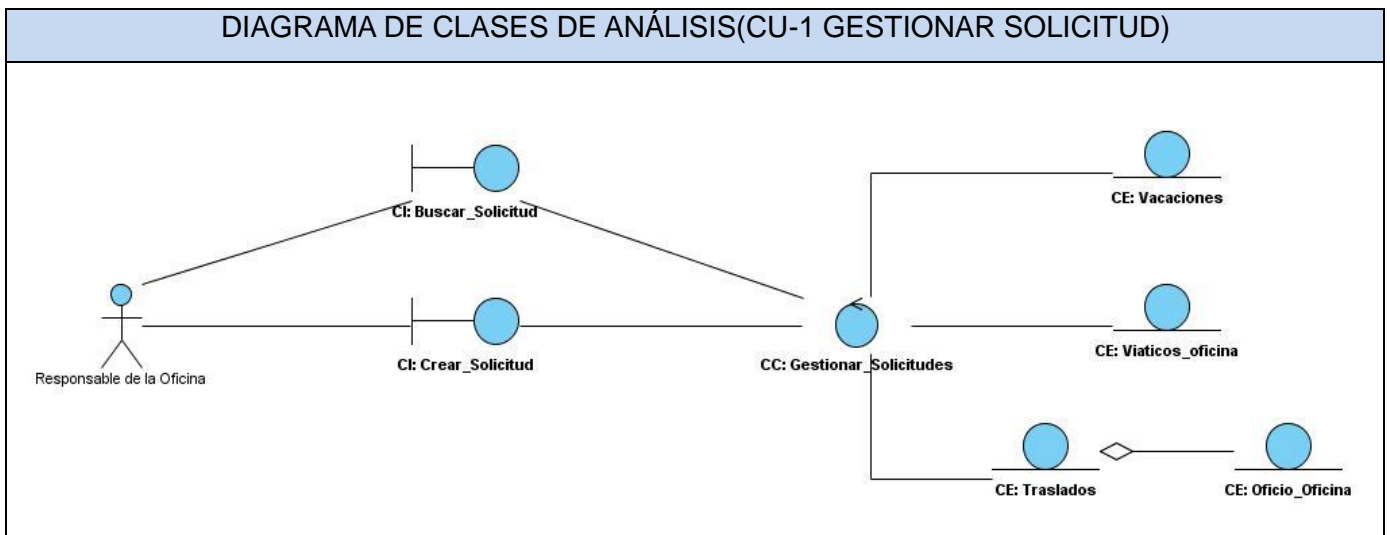 DIAGRAMA DE CLASES DE ANÁLISIS(CU-1 GESTIONAR SOLICITUD)
CI: Buscar_Solicitud
CE: Vacaciones
Responsable de la Oficina
CI: Crear_Solicitud
CC: Gestionar_Solicitudes
CE: Viaticos_oficina
CE: Traslados
CE: Oficio_Oficina